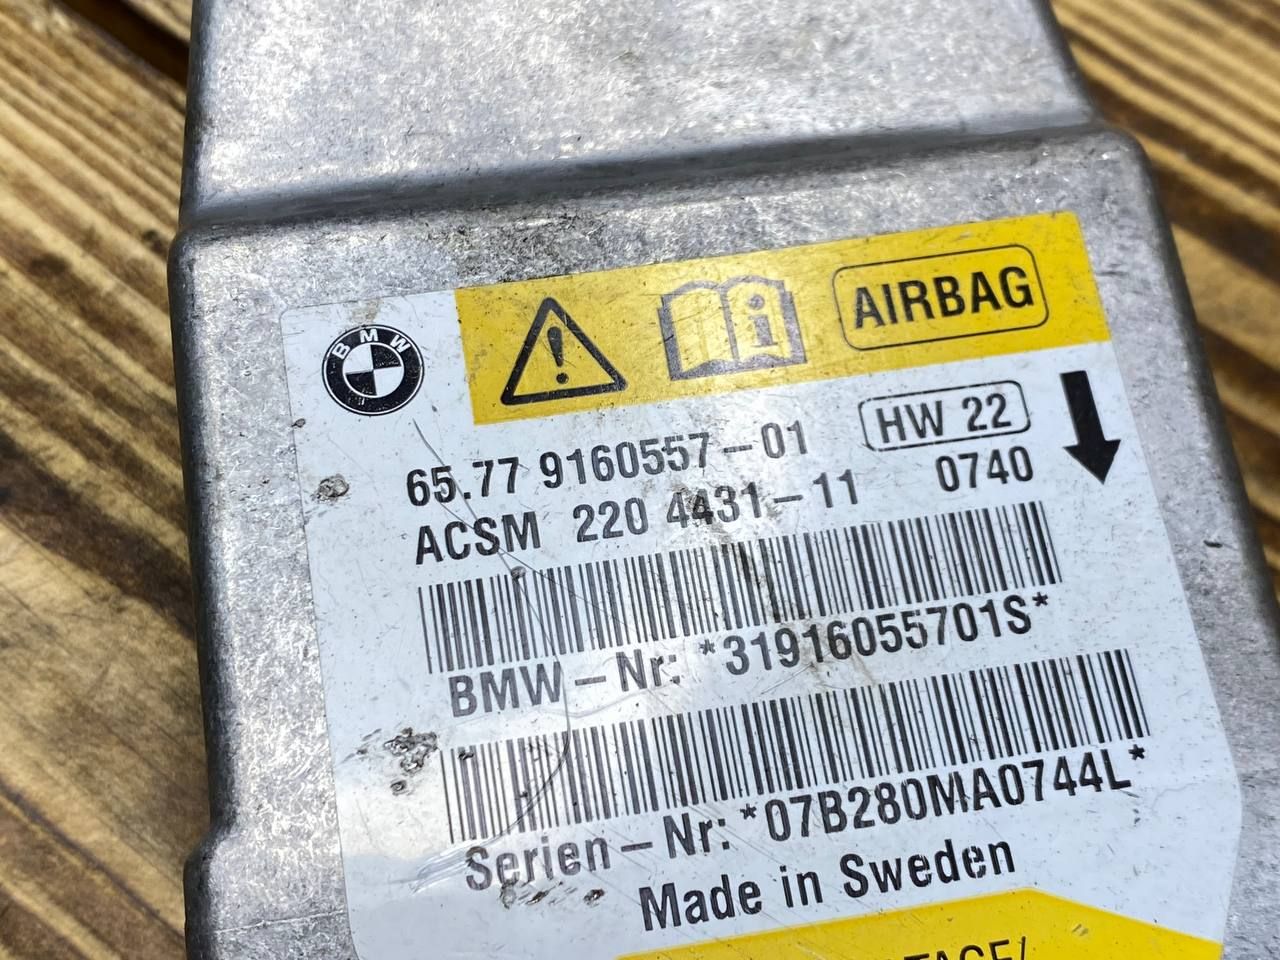 BMW
AIRBAG
HW 22
65.77 9160557-01
ACSM 220 4431-11 0740
BMW-Nr: *31916055701S*
Serien-Nr: *07B280MA0744L*
Made in Sweden